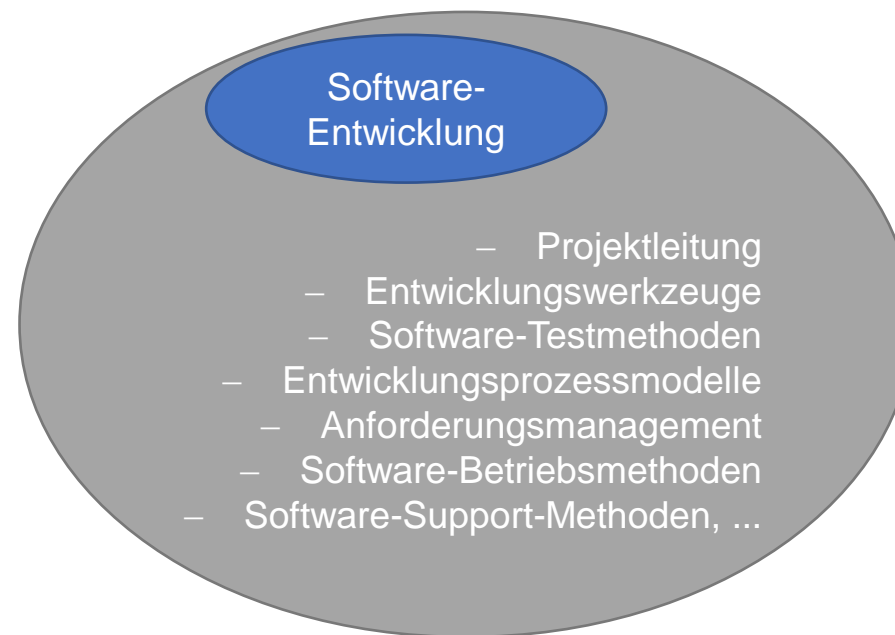 Software-
Entwicklung
– Projektleitung
– Entwicklungswerkzeuge
– Software-Testmethoden
– Entwicklungsprozessmodelle
– Anforderungsmanagement
– Software-Betriebsmethoden
– Software-Support-Methoden, ...